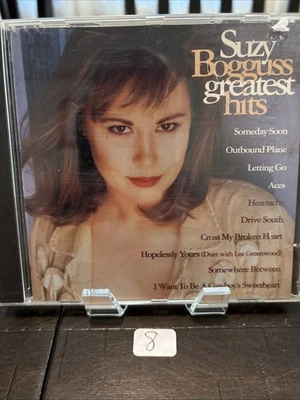 Suzy
Bogguss
greatest
hits
Someday Soon
Outbound Plane
Letting Go
Aces
Heartache
Drive South
Cross My Broken Heart
Hopelessly Yours (Duet with Lee Greenwood)
Somewhere Between
I Want To Be A Cowboy's Sweetheart
8